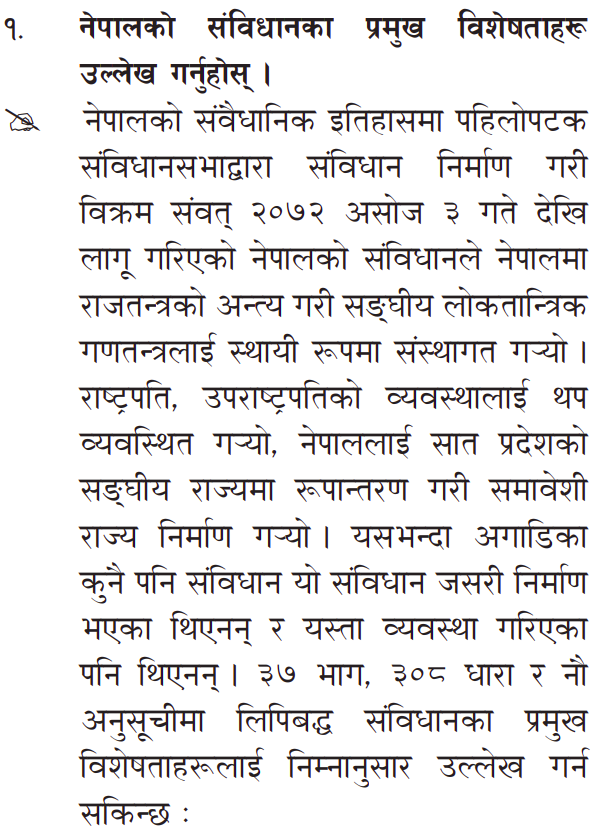 १. नेपालको संविधानका प्रमुख विशेषताहरू
उल्लेख गर्नुहोस् ।
नेपालको संवैधानिक इतिहासमा पहिलोपटक
संविधानसभाद्वारा संविधान निर्माण गरी
विक्रम संवत् २०७२ असोज ३ गते देखि
लागू गरिएको नेपालको संविधानले नेपालमा
राजतन्त्रको अन्त्य गरी सङ्घीय लोकतान्त्रिक
गणतन्त्रलाई स्थायी रूपमा संस्थागत गर्‍यो ।
राष्ट्रपति, उपराष्ट्रपतिको व्यवस्थालाई थप
व्यवस्थित गर्‍यो, नेपाललाई सात प्रदेशको
सङ्घीय राज्यमा रूपान्तरण गरी समावेशी
राज्य निर्माण गर्‍यो । यसभन्दा अगाडिका
कुनै पनि संविधान यो संविधान जसरी निर्माण
भएका थिएनन् र यस्ता व्यवस्था गरिएका
पनि थिएनन् । ३७ भाग, ३०८ धारा र नौ
अनुसूचीमा लिपिबद्ध संविधानका प्रमुख
विशेषताहरूलाई निम्नानुसार उल्लेख गर्न
सकिन्छ :